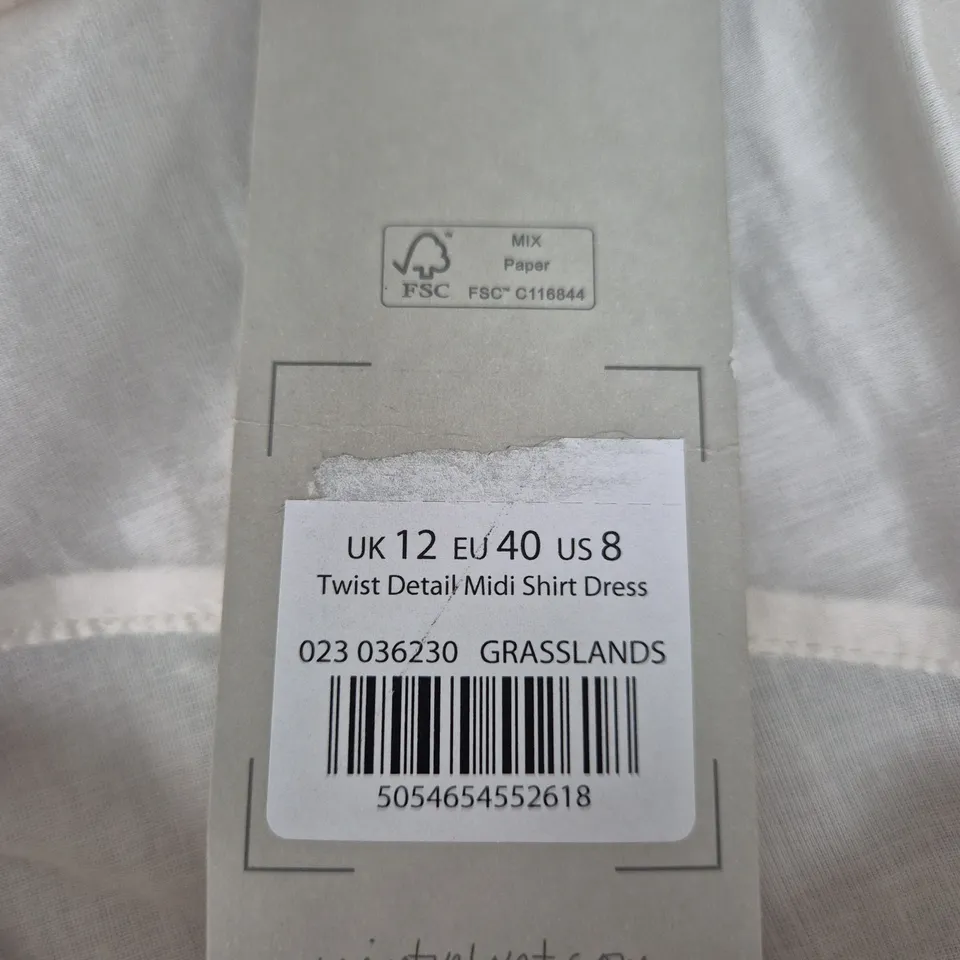 MIX
Paper
FSC™ C116844
FSC
UK 12 EU 40 US 8
Twist Detail Midi Shirt Dress
023 036230 GRASSLANDS
5054654552618